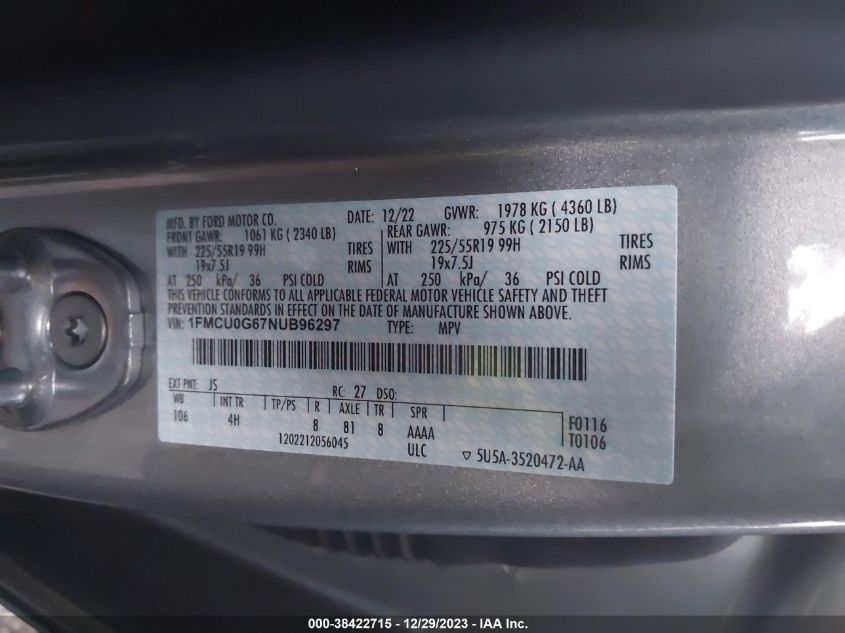 MFD. BY FORD MOTOR CO. DATE: 12/22 GVWR: 1978 KG ( 4360 LB)
FRONT GAWR: 1061 KG ( 2340 LB) REAR GAWR: 975 KG ( 2150 LB)
WITH 225/55R19 99H TIRES WITH 225/55R19 99H TIRES
19x7.5J RIMS 19x7.5J RIMS
AT 250 kPa/ 36 PSI COLD AT 250 kPa/ 36 PSI COLD
THIS VEHICLE CONFORMS TO ALL APPLICABLE FEDERAL MOTOR VEHICLE SAFETY AND THEFT
PREVENTION STANDARDS IN EFFECT ON THE DATE OF MANUFACTURE SHOWN ABOVE.
VIN: 1FMCU0G67NUB96297 TYPE: MPV
EXT PNT: JS RC: 27 DSO:
WB INT TR TP/PS R AXLE TR SPR
106 4H 8 81 8 AAAA F0116
1202212056045 ULC T0106
▽ 5U5A-3520472-AA
000-38422715 - 12/29/2023 - IAA Inc.